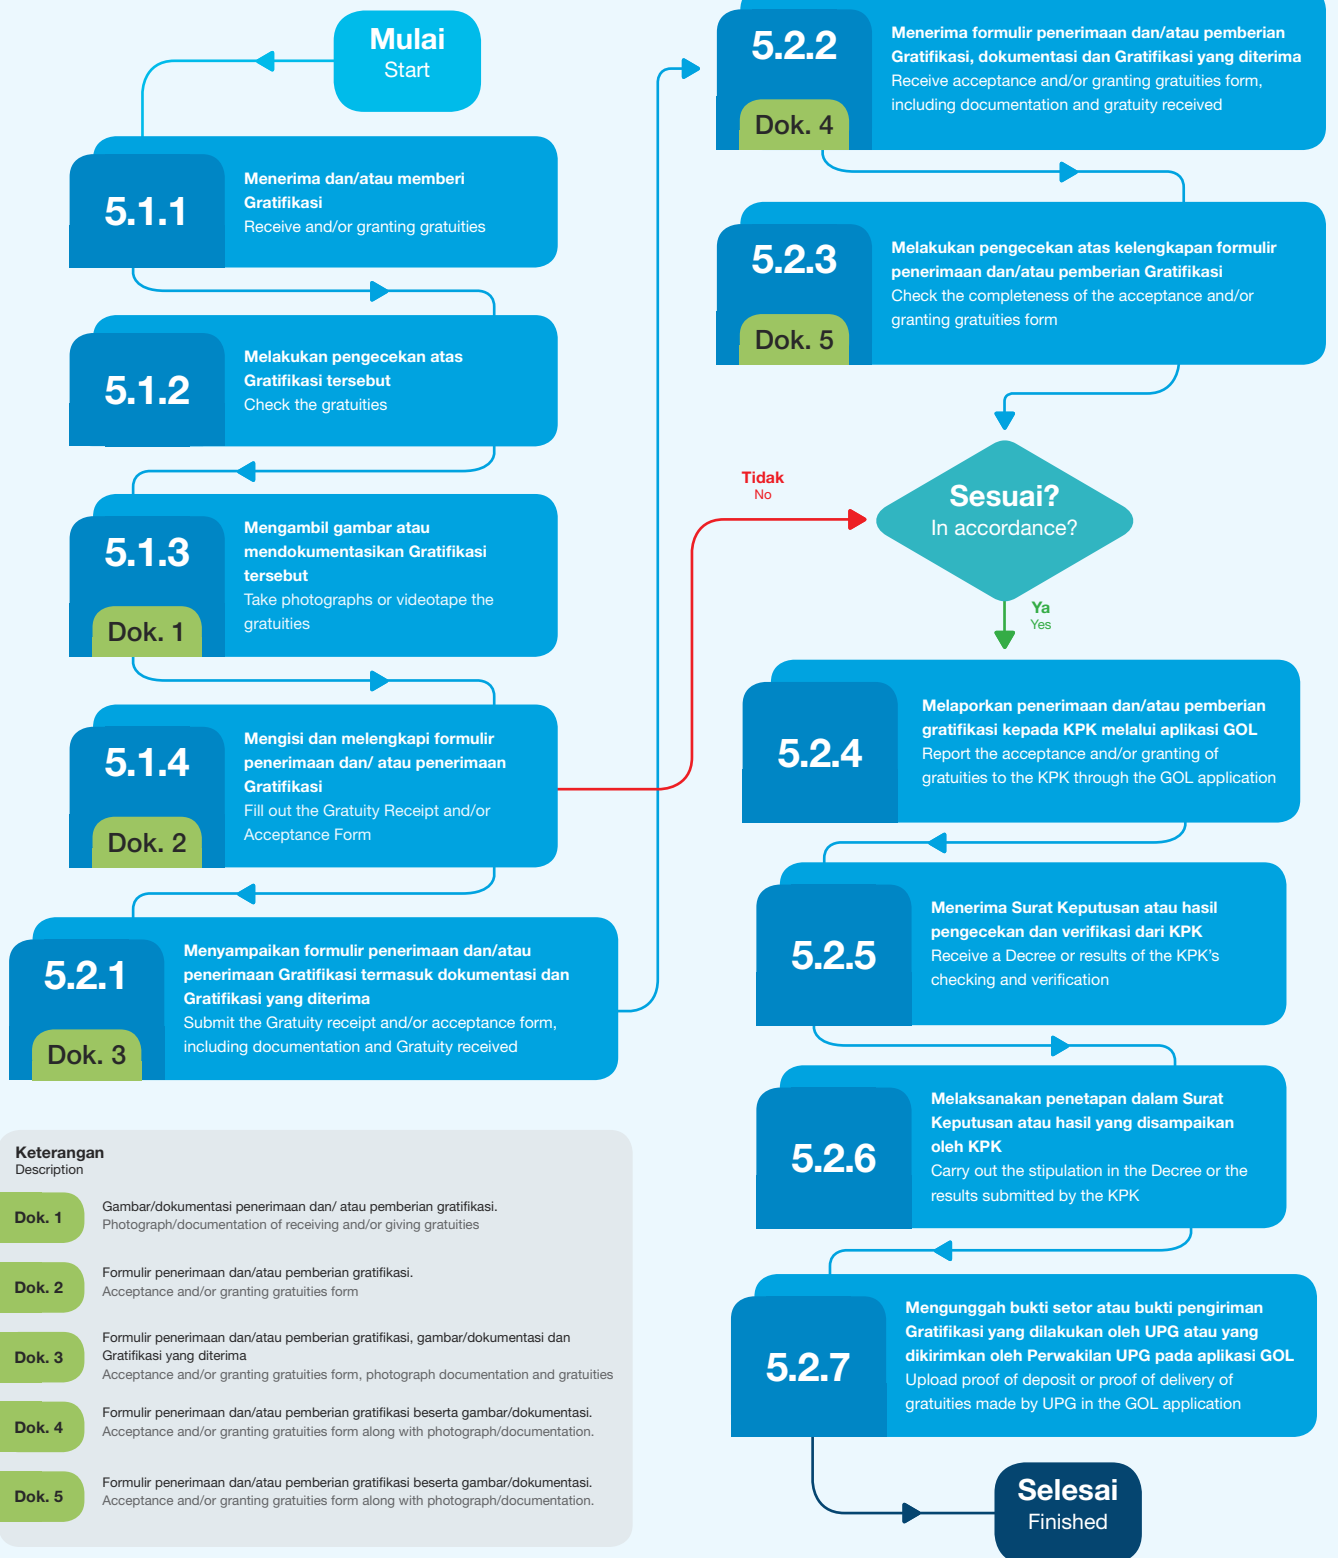 Mulai
Start
5.1.1
Menerima dan/atau memberi
Gratifikasi
Receive and/or granting gratuities
5.1.2
Melakukan pengecekan atas
Gratifikasi tersebut
Check the gratuities
5.1.3
Dok. 1
Mengambil gambar atau
mendokumentasikan Gratifikasi
tersebut
Take photographs or videotape the
gratuities
5.1.4
Dok. 2
Mengisi dan melengkapi formulir
penerimaan dan/ atau penerimaan
Gratifikasi
Fill out the Gratuity Receipt and/or
Acceptance Form
5.2.1
Dok. 3
Menyampaikan formulir penerimaan dan/atau
penerimaan Gratifikasi termasuk dokumentasi dan
Gratifikasi yang diterima
Submit the Gratuity receipt and/or acceptance form,
including documentation and Gratuity received
5.2.2
Dok. 4
Menerima formulir penerimaan dan/atau pemberian
Gratifikasi, dokumentasi dan Gratifikasi yang diterima
Receive acceptance and/or granting gratuities form,
including documentation and gratuity received
5.2.3
Dok. 5
Melakukan pengecekan atas kelengkapan formulir
penerimaan dan/atau pemberian Gratifikasi
Check the completeness of the acceptance and/or
granting gratuities form
Tidak
No
Sesuai?
In accordance?
Ya
Yes
5.2.4
Melaporkan penerimaan dan/atau pemberian
gratifikasi kepada KPK melalui aplikasi GOL
Report the acceptance and/or granting of
gratuities to the KPK through the GOL application
5.2.5
Menerima Surat Keputusan atau hasil
pengecekan dan verifikasi dari KPK
Receive a Decree or results of the KPK's
checking and verification
5.2.6
Melaksanakan penetapan dalam Surat
Keputusan atau hasil yang disampaikan
oleh KPK
Carry out the stipulation in the Decree or the
results submitted by the KPK
5.2.7
Mengunggah bukti setor atau bukti pengiriman
Gratifikasi yang dilakukan oleh UPG atau yang
dikirimkan oleh Perwakilan UPG pada aplikasi GOL
Upload proof of deposit or proof of delivery of
gratuities made by UPG in the GOL application
Selesai
Finished
Keterangan
Description
Dok. 1
Gambar/dokumentasi penerimaan dan/ atau pemberian gratifikasi.
Photograph/documentation of receiving and/or giving gratuities
Dok. 2
Formulir penerimaan dan/atau pemberian gratifikasi.
Acceptance and/or granting gratuities form
Dok. 3
Formulir penerimaan dan/atau pemberian gratifikasi, gambar/dokumentasi dan
Gratifikasi yang diterima
Acceptance and/or granting gratuities form, photograph documentation and gratuities
Dok. 4
Formulir penerimaan dan/atau pemberian gratifikasi beserta gambar/dokumentasi.
Acceptance and/or granting gratuities form along with photograph/documentation.
Dok. 5
Formulir penerimaan dan/atau pemberian gratifikasi beserta gambar/dokumentasi.
Acceptance and/or granting gratuities form along with photograph/documentation.